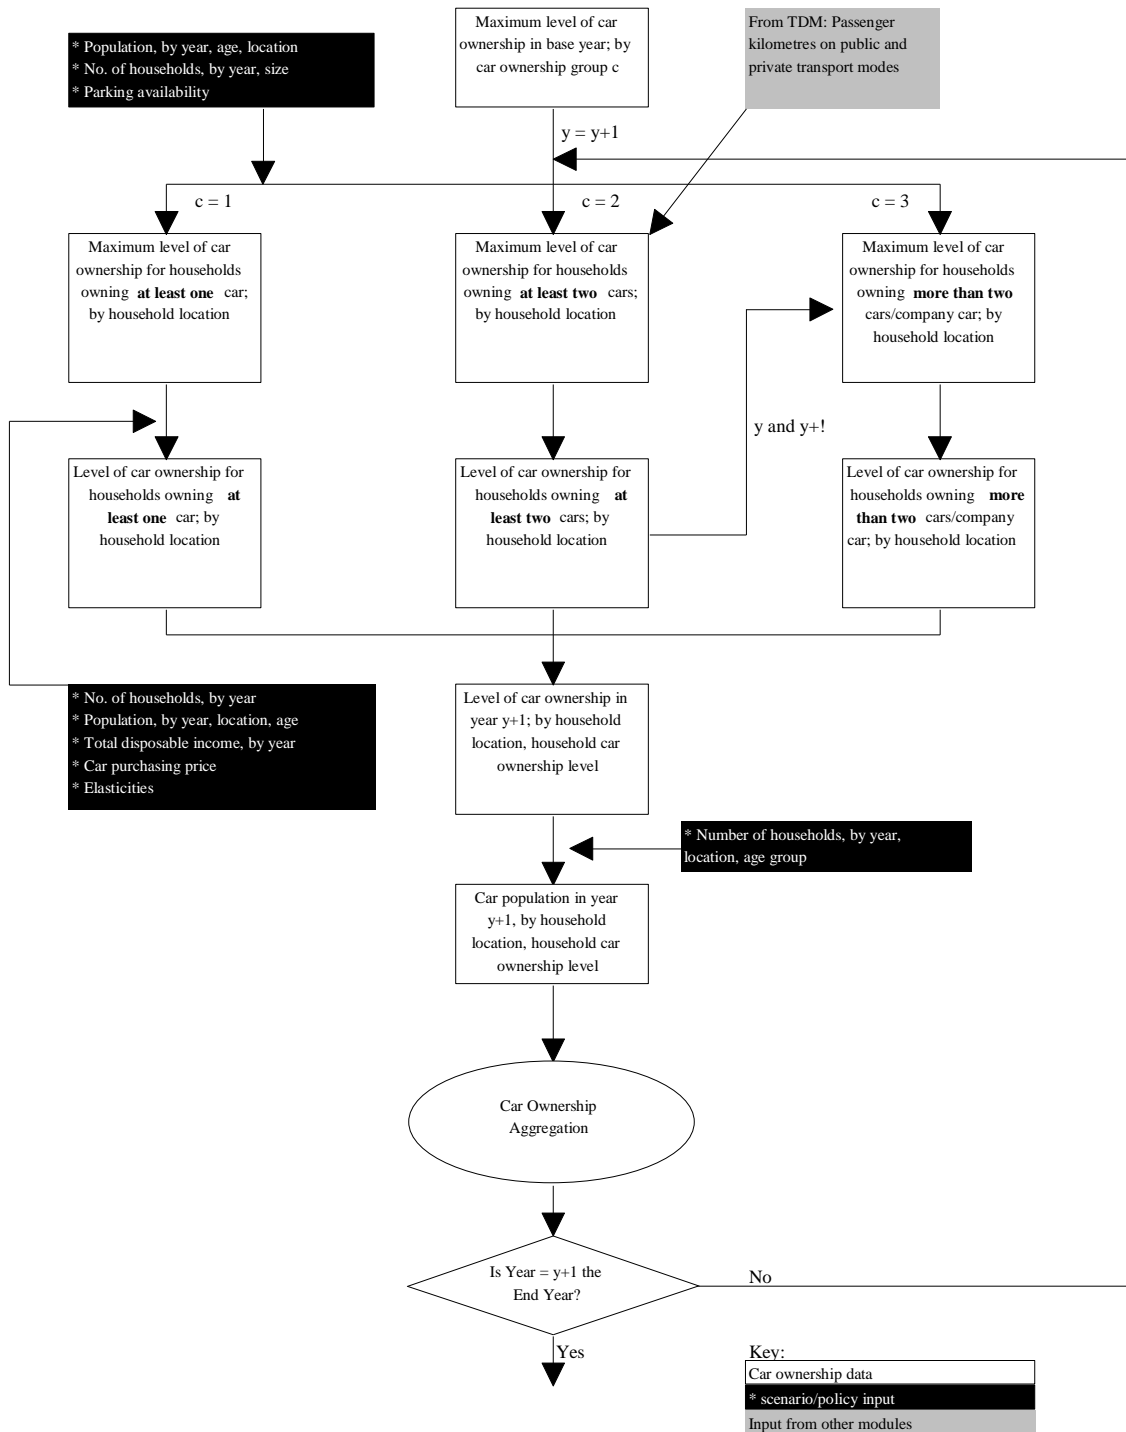 * Population, by year, age, location
* No. of households, by year, size
* Parking availability
Maximum level of car
ownership in base year; by
car ownership group c
From TDM: Passenger
kilometres on public and
private transport modes
y = y+1
c = 1
c = 2
c = 3
Maximum level of car
ownership for households
owning at least one car;
by household location
Maximum level of car
ownership for households
owning at least two cars;
by household location
Maximum level of car
ownership for households
owning more than two
cars/company car; by
household location
y and y+!
Level of car ownership for
households owning at
least one car; by
household location
Level of car ownership for
households owning at
least two cars; by
household location
Level of car ownership for
households owning more
than two cars/company
car; by household location
* No. of households, by year
* Population, by year, location, age
* Total disposable income, by year
* Car purchasing price
* Elasticities
Level of car ownership in
year y+1; by household
location, household car
ownership level
* Number of households, by year,
location, age group
Car population in year
y+1, by household
location, household car
ownership level
Car Ownership
Aggregation
Is Year = y+1 the
End Year?
No
Yes
Key:
Car ownership data
* scenario/policy input
Input from other modules